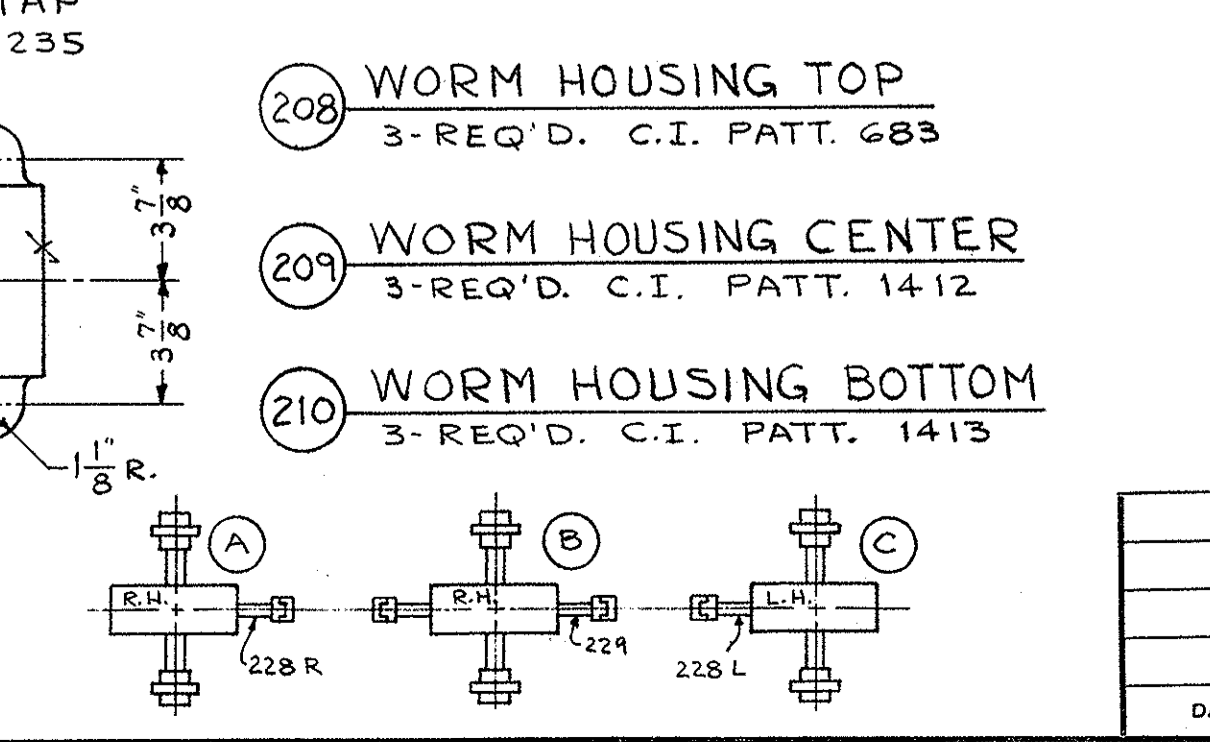 TAP
235
208 WORM HOUSING TOP
3-REQ'D. C.I. PATT. 683
3 7/8"
209 WORM HOUSING CENTER
3-REQ'D. C.I. PATT. 1412
3 7/8"
210 WORM HOUSING BOTTOM
3-REQ'D. C.I. PATT. 1413
1 1/8" R.
A
B
C
R.H.
R.H.
L.H.
228 R
229
228 L
D